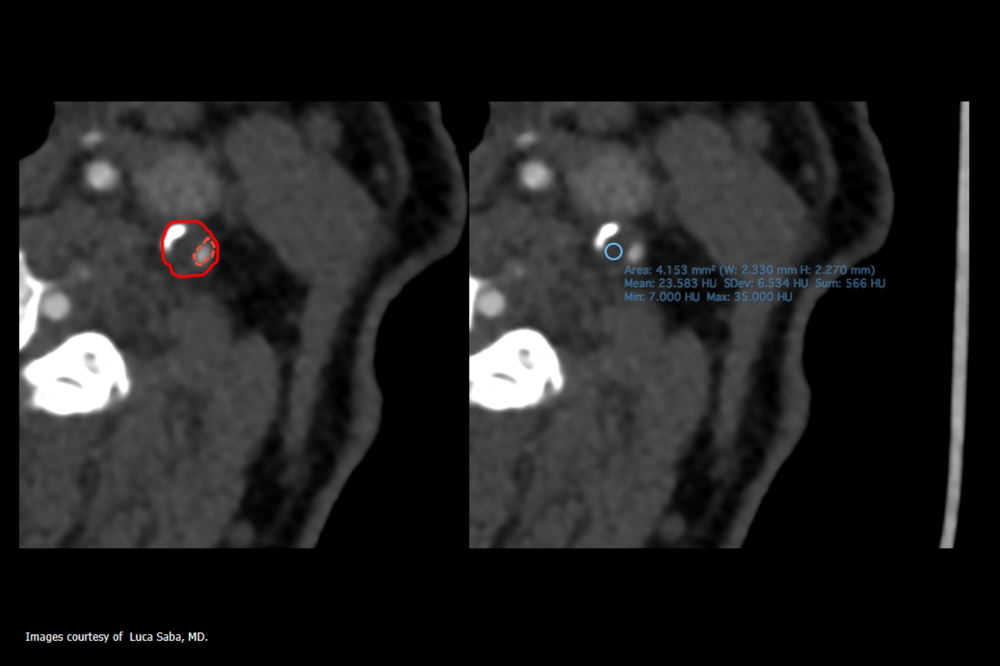 Area: 4.153 mm² (W: 2.330 mm H: 2.270 mm)
Mean: 23.583 HU SDev: 6.534 HU Sum: 566 HU
Min: 7.000 HU Max: 35.000 HU
Images courtesy of Luca Saba, MD.